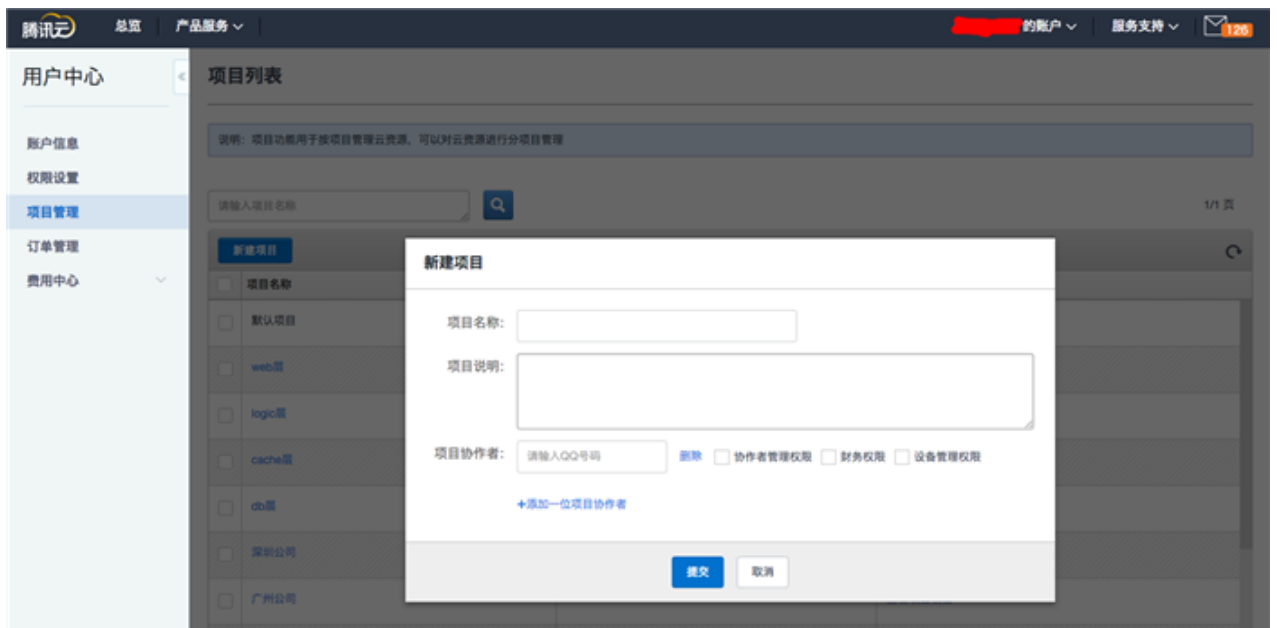 腾讯云 总览 产品服务 的账户 服务支持 126
用户中心
项目列表
账户信息
权限设置
项目管理
订单管理
费用中心
说明：项目功能用于按项目管理云资源，可以对云资源进行分项目管理
请输入项目名称
1/1 页
新建项目
项目名称
默认项目
web层
logic层
cache层
db层
深圳公司
广州公司
新建项目
项目名称:
项目说明:
项目协作者: 请输入QQ号码 删除 协作者管理权限 财务权限 设备管理权限
+添加一位项目协作者
提交 取消